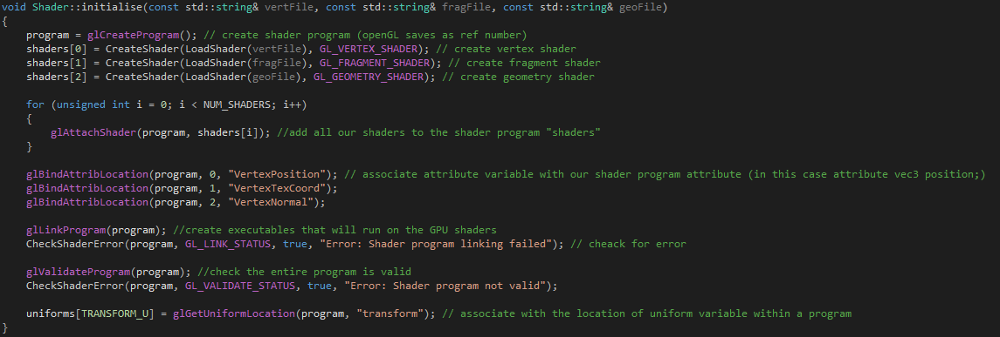 void Shader::initialise(const std::string& vertFile, const std::string& fragFile, const std::string& geoFile)
{
    program = glCreateProgram(); // create shader program (openGL saves as ref number)
    shaders[0] = CreateShader(LoadShader(vertFile), GL_VERTEX_SHADER); // create vertex shader
    shaders[1] = CreateShader(LoadShader(fragFile), GL_FRAGMENT_SHADER); // create fragment shader
    shaders[2] = CreateShader(LoadShader(geoFile), GL_GEOMETRY_SHADER); // create geometry shader

    for (unsigned int i = 0; i < NUM_SHADERS; i++)
    {
        glAttachShader(program, shaders[i]); //add all our shaders to the shader program "shaders"
    }

    glBindAttribLocation(program, 0, "VertexPosition"); // associate attribute variable with our shader program attribute (in this case attribute vec3 position;)
    glBindAttribLocation(program, 1, "VertexTexCoord");
    glBindAttribLocation(program, 2, "VertexNormal");

    glLinkProgram(program); //create executables that will run on the GPU shaders
    CheckShaderError(program, GL_LINK_STATUS, true, "Error: Shader program linking failed"); // cheack for error

    glValidateProgram(program); //check the entire program is valid
    CheckShaderError(program, GL_VALIDATE_STATUS, true, "Error: Shader program not valid");

    uniforms[TRANSFORM_U] = glGetUniformLocation(program, "transform"); // associate with the location of uniform variable within a program
}